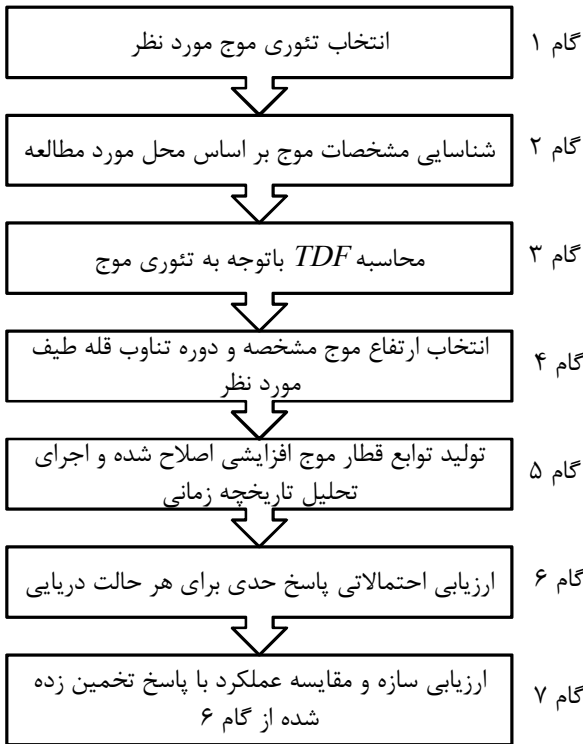 گام ۱
انتخاب تئوری موج مورد نظر
گام ۲
شناسایی مشخصات موج بر اساس محل مورد مطالعه
گام ۳
محاسبه TDF باتوجه به تئوری موج
گام ۴
انتخاب ارتفاع موج مشخصه و دوره تناوب قله طیف
مورد نظر
گام ۵
تولید توابع قطار موج افزایشی اصلاح شده و اجرای
تحلیل تاریخچه زمانی
گام ۶
ارزیابی احتمالاتی پاسخ حدی برای هر حالت دریایی
گام ۷
ارزیابی سازه و مقایسه عملکرد با پاسخ تخمین زده
شده از گام ۶